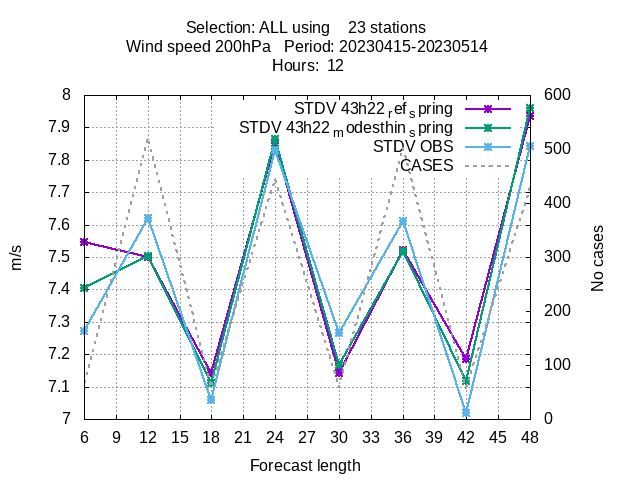 Selection: ALL using 23 stations
Wind speed 200hPa Period: 20230415-20230514
Hours: 12
8
7.9
7.8
7.7
7.6
7.5
7.4
7.3
7.2
7.1
7
m/s
STDV 43h22 ref spring
STDV 43h22 modesthin spring
STDV OBS
CASES
600
500
400
300
200
100
0
No cases
6 9 12 15 18 21 24 27 30 33 36 39 42 45 48
Forecast length